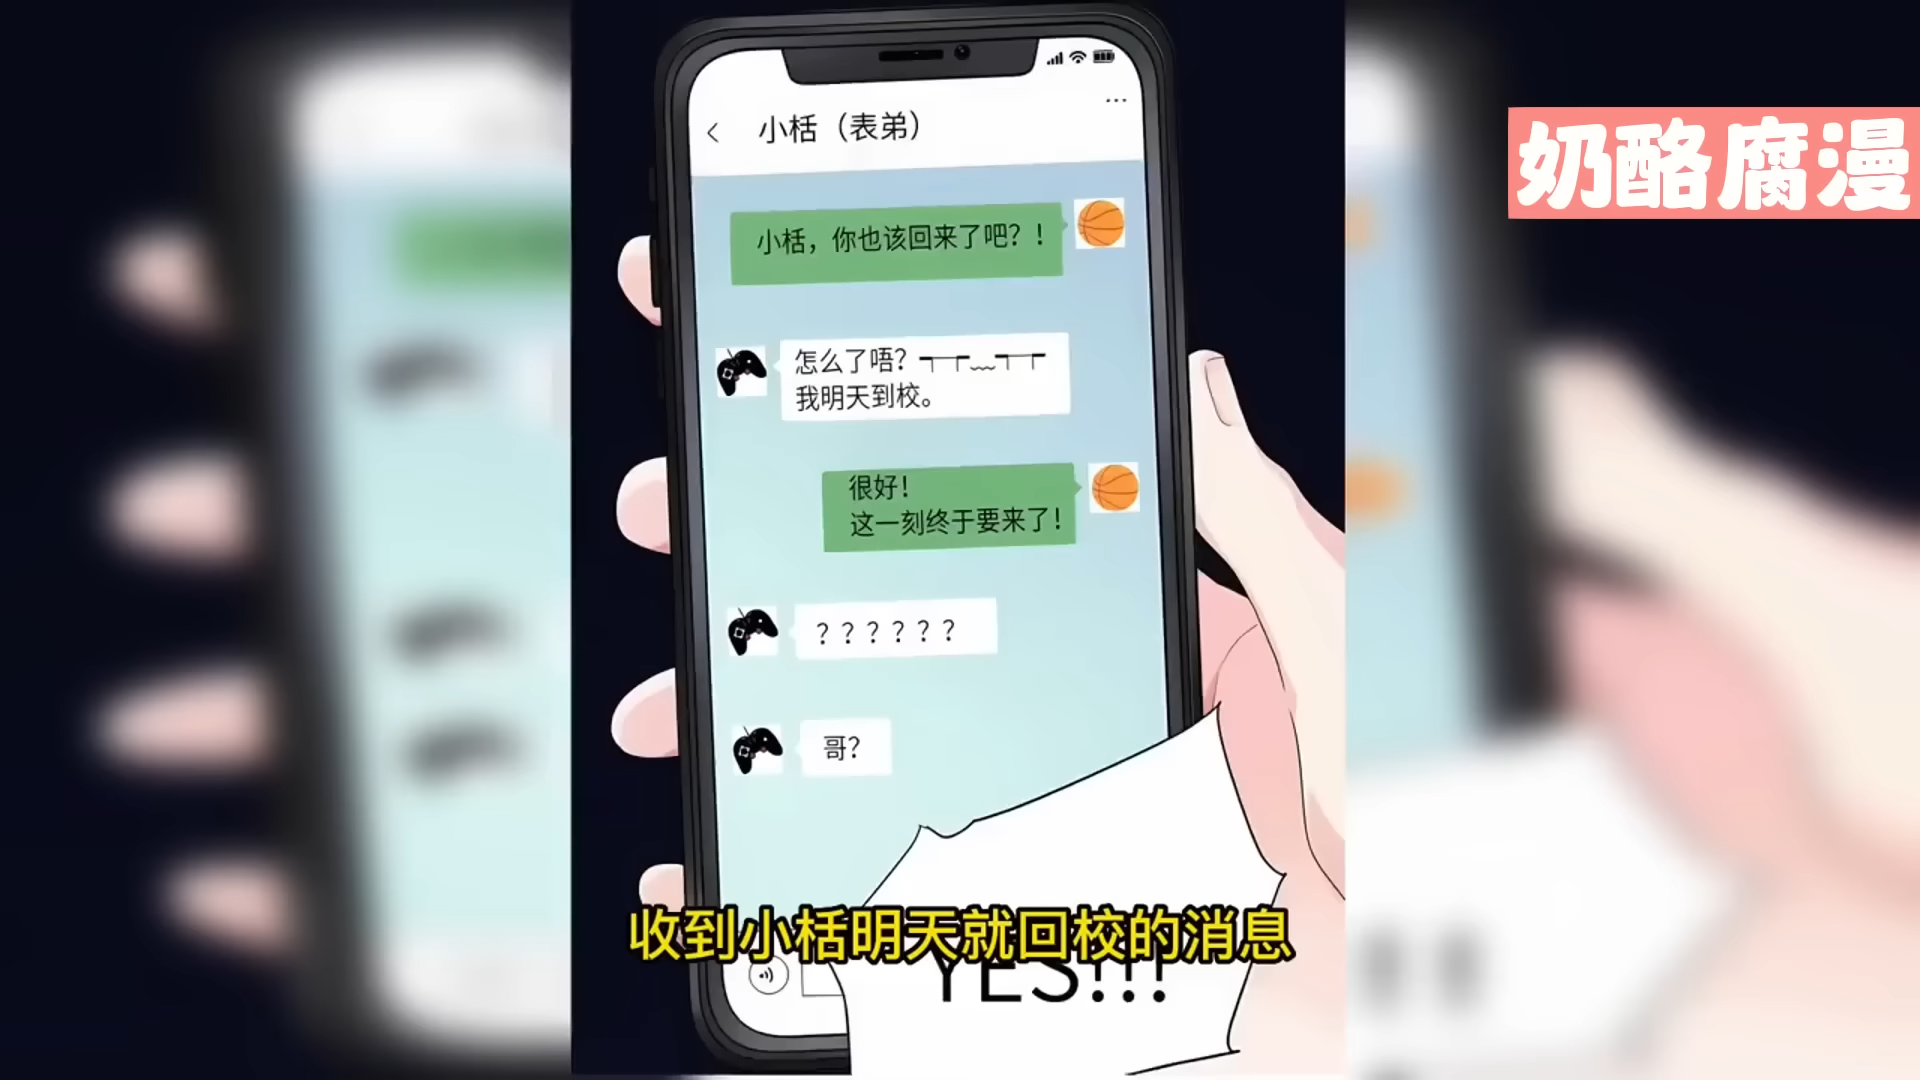 小栝（表弟）
奶酪腐漫
小栝，你也该回来了吧？！
怎么了唔？┭┮﹏┭┮
我明天到校。
很好！
这一刻终于要来了！
？？？？？？
哥？
收到小栝明天就回校的消息
YES!!!